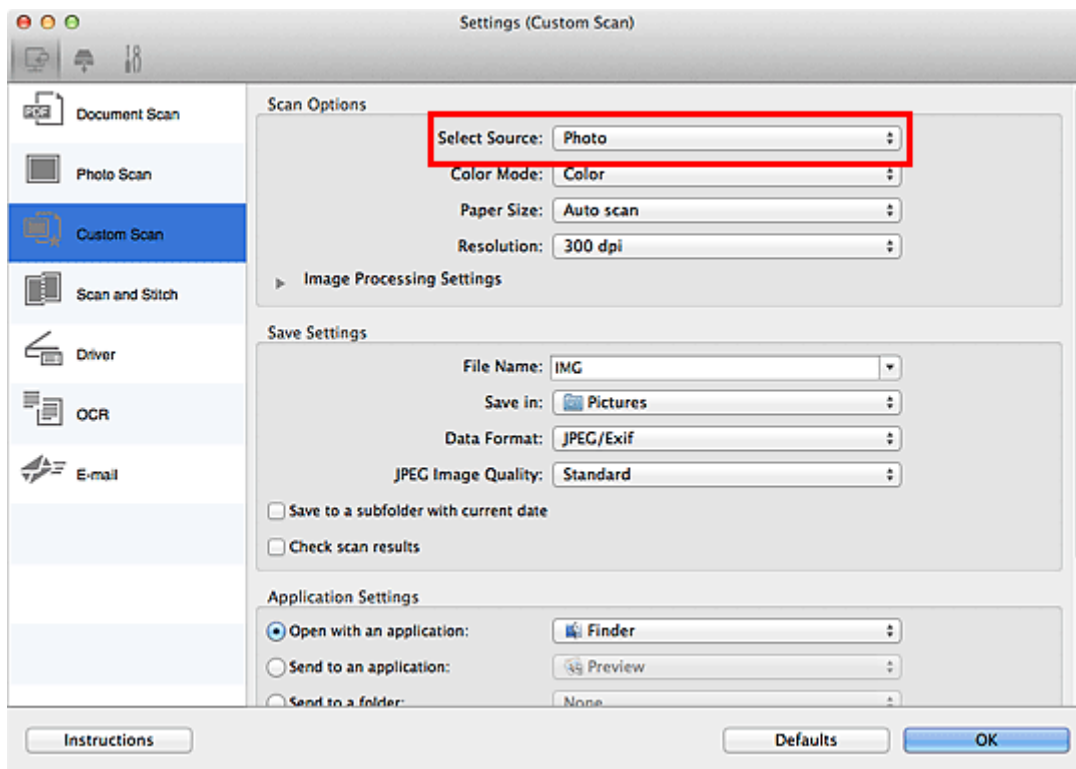 Settings (Custom Scan)
Document Scan
Photo Scan
Custom Scan
Scan and Stitch
Driver
OCR
E-mail
Scan Options
Select Source: Photo
Color Mode: Color
Paper Size: Auto scan
Resolution: 300 dpi
Image Processing Settings
Save Settings
File Name: IMG
Save in: Pictures
Data Format: JPEG/Exif
JPEG Image Quality: Standard
Save to a subfolder with current date
Check scan results
Application Settings
Open with an application: Finder
Send to an application: Preview
Send to a folder: None
Instructions
Defaults
OK